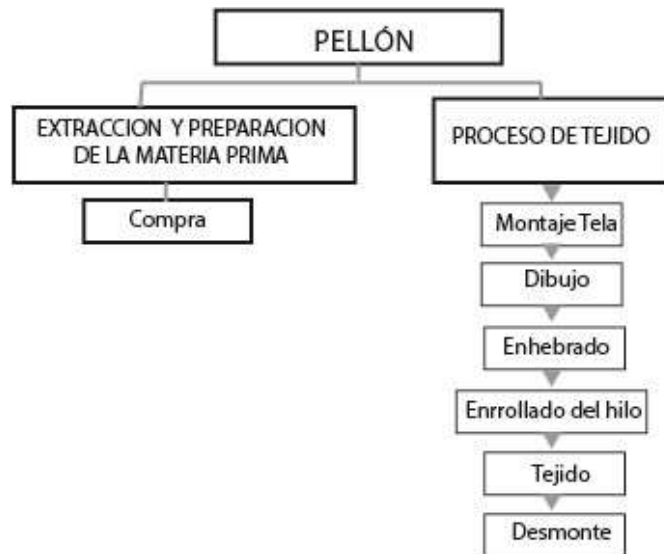 PELLÓN
EXTRACCION Y PREPARACION
DE LA MATERIA PRIMA
Compra
PROCESO DE TEJIDO
Montaje Tela
Dibujo
Enhebrado
Enrrollado del hilo
Tejido
Desmonte